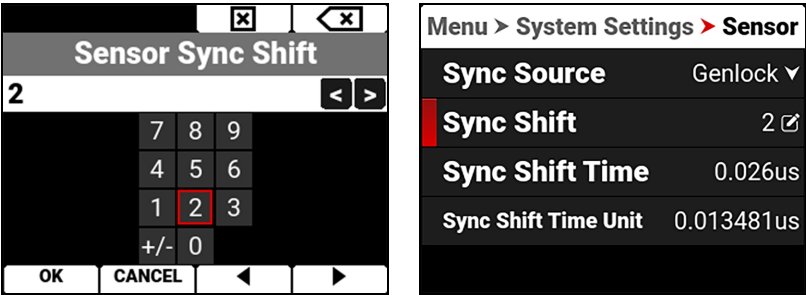 Sensor Sync Shift
2
< >
7 8 9
4 5 6
1 2 3
+/- 0
OK CANCEL
Menu > System Settings > Sensor
Sync Source Genlock
Sync Shift 2
Sync Shift Time 0.026us
Sync Shift Time Unit 0.013481us